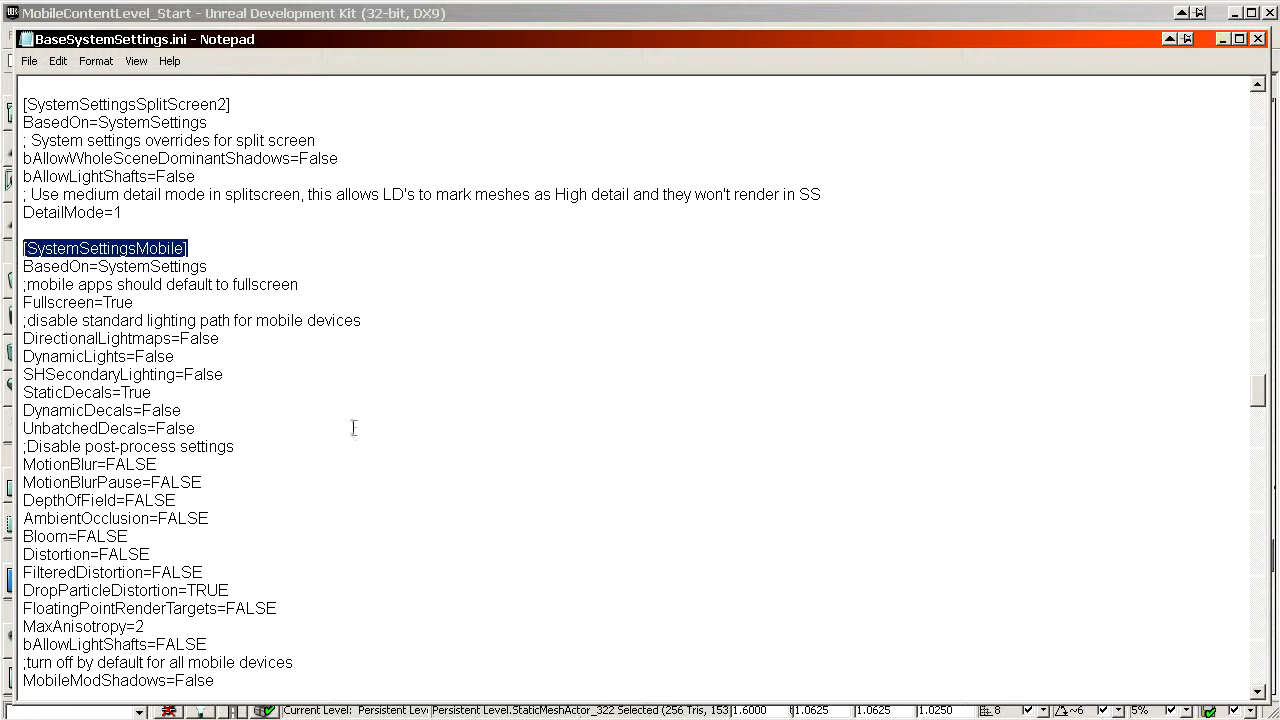 MobileContentLevel_Start - Unreal Development Kit (32-bit, DX9)
BaseSystemSettings.ini - Notepad
File Edit Format View Help
[SystemSettingsSplitScreen2]
BasedOn=SystemSettings
; System settings overrides for split screen
bAllowWholeSceneDominantShadows=False
bAllowLightShafts=False
; Use medium detail mode in splitscreen, this allows LD's to mark meshes as High detail and they won't render in SS
DetailMode=1
[SystemSettingsMobile]
BasedOn=SystemSettings
;mobile apps should default to fullscreen
Fullscreen=True
;disable standard lighting path for mobile devices
DirectionalLightmaps=False
DynamicLights=False
SHSecondaryLighting=False
StaticDecals=True
DynamicDecals=False
UnbatchedDecals=False
;Disable post-process settings
MotionBlur=FALSE
MotionBlurPause=FALSE
DepthOfField=FALSE
AmbientOcclusion=FALSE
Bloom=FALSE
Distortion=FALSE
FilteredDistortion=FALSE
DropParticleDistortion=TRUE
FloatingPointRenderTargets=FALSE
MaxAnisotropy=2
bAllowLightShafts=FALSE
;turn off by default for all mobile devices
MobileModShadows=False
Current Level: Persistent Leve Persistent Level.StaticMeshActor_322 Selected (256 Tris, 153 1.6000 1.0625 1.0625 1.0250 8 6 5%